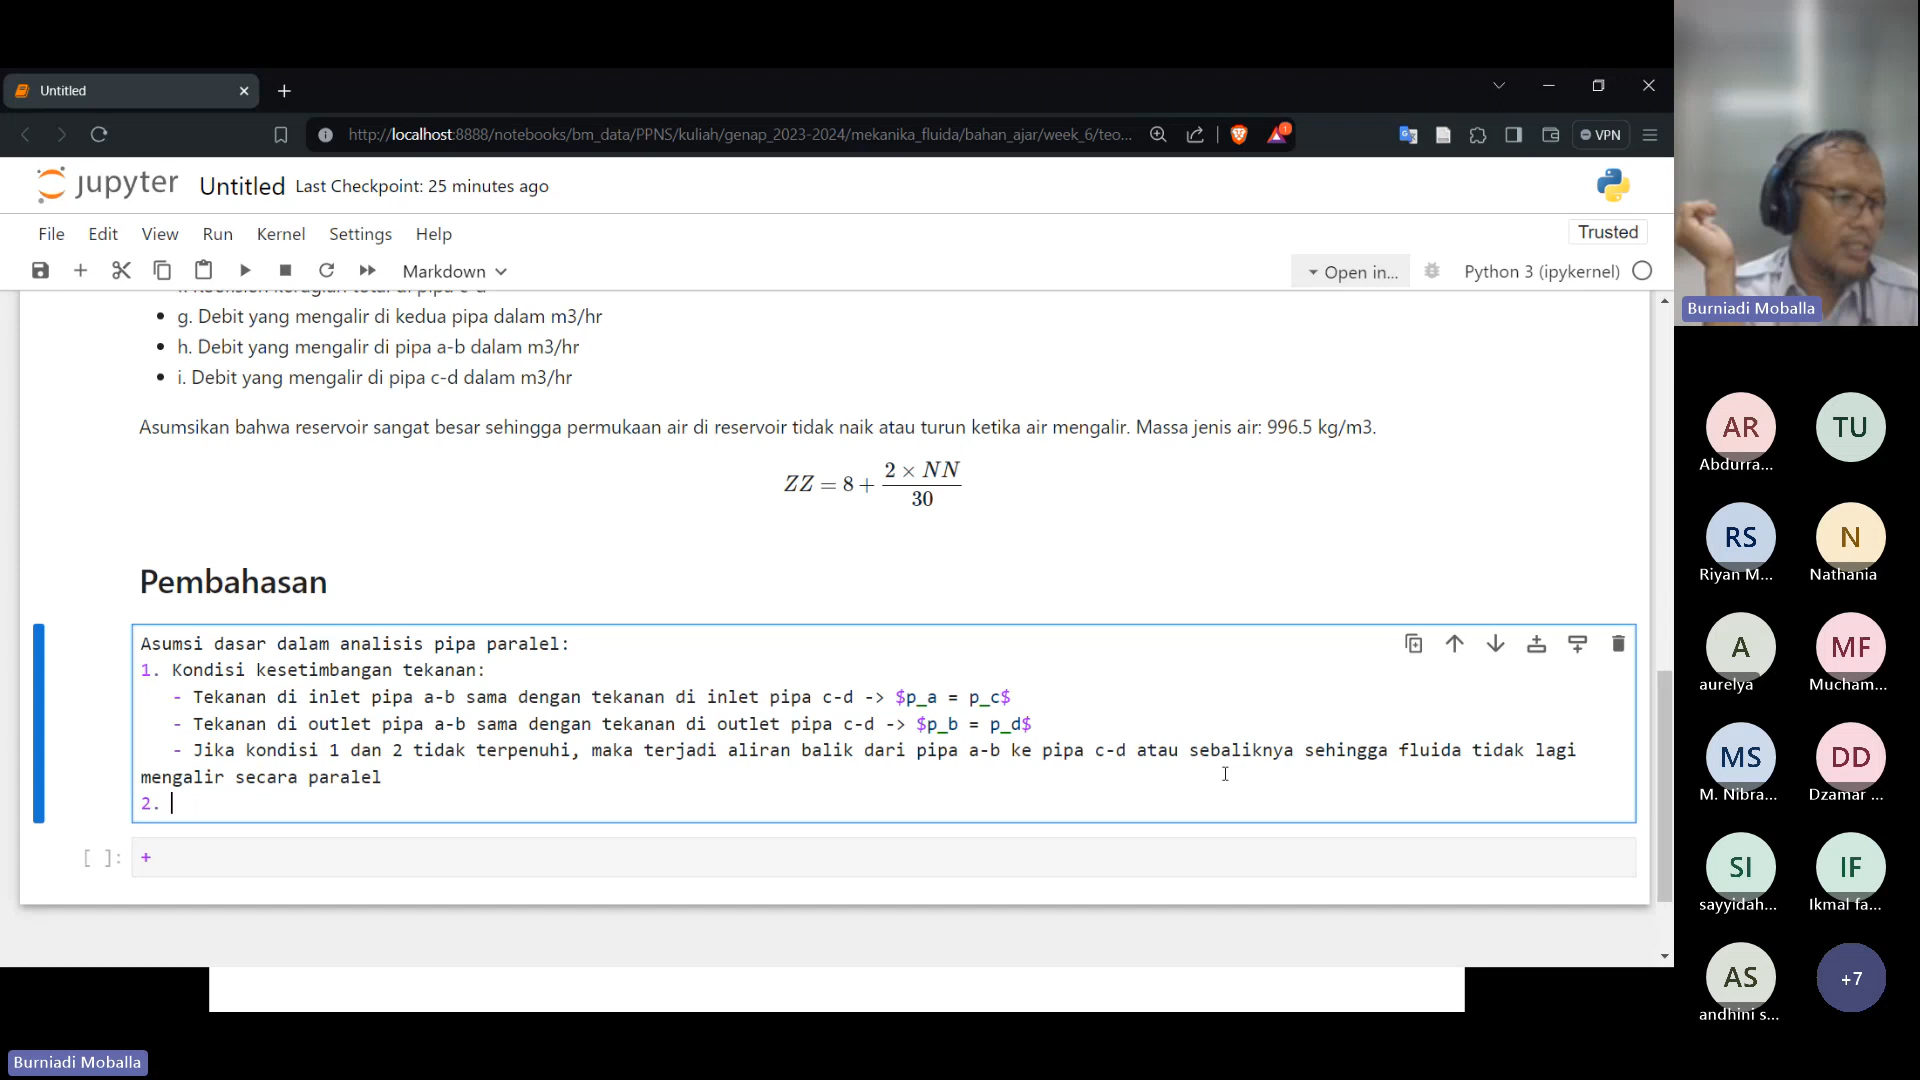 Untitled
http://localhost:8888/notebooks/bm_data/PPNS/kuliah/genap_2023-2024/mekanika_fluida/bahan_ajar/week_6/teo...
1
VPN
jupyter Untitled Last Checkpoint: 25 minutes ago
File Edit View Run Kernel Settings Help
Trusted
Markdown
Open in...
Python 3 (ipykernel)
g. Debit yang mengalir di kedua pipa dalam m3/hr
h. Debit yang mengalir di pipa a-b dalam m3/hr
i. Debit yang mengalir di pipa c-d dalam m3/hr
Asumsikan bahwa reservoir sangat besar sehingga permukaan air di reservoir tidak naik atau turun ketika air mengalir. Massa jenis air: 996.5 kg/m3.
ZZ = 8 + 2 × NN / 30
Pembahasan
Asumsi dasar dalam analisis pipa paralel:
1. Kondisi kesetimbangan tekanan:
- Tekanan di inlet pipa a-b sama dengan tekanan di inlet pipa c-d -> $p_a = p_c$
- Tekanan di outlet pipa a-b sama dengan tekanan di outlet pipa c-d -> $p_b = p_d$
- Jika kondisi 1 dan 2 tidak terpenuhi, maka terjadi aliran balik dari pipa a-b ke pipa c-d atau sebaliknya sehingga fluida tidak lagi
mengalir secara paralel
2.
[ ]: +
Burniadi Moballa
AR
Abdurra...
TU
RS
Riyan M...
N
Nathania
A
aurelya
MF
Mucham...
MS
M. Nibra...
DD
Dzamar ...
SI
sayyidah...
IF
Ikmal fa...
AS
andhini s...
+7
Burniadi Moballa